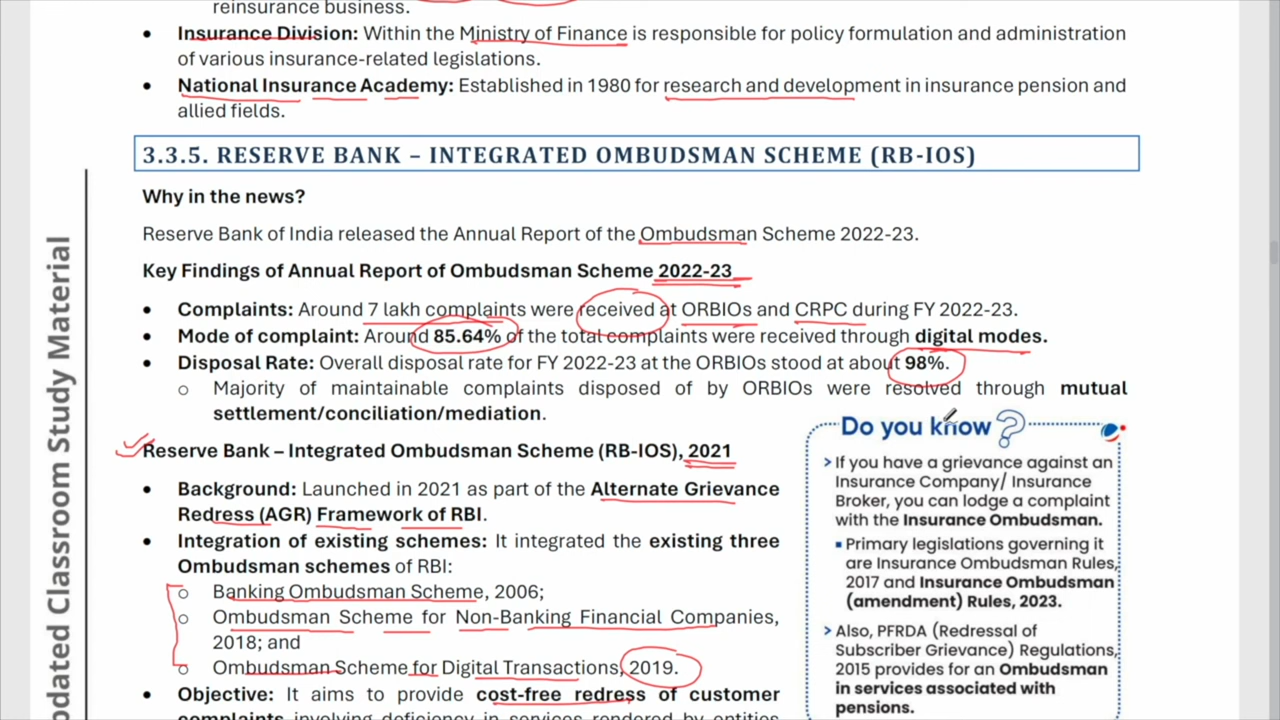 reinsurance business.
• Insurance Division: Within the Ministry of Finance is responsible for policy formulation and administration
of various insurance-related legislations.
• National Insurance Academy: Established in 1980 for research and development in insurance pension and
allied fields.
3.3.5. RESERVE BANK – INTEGRATED OMBUDSMAN SCHEME (RB-IOS)
Why in the news?
Reserve Bank of India released the Annual Report of the Ombudsman Scheme 2022-23.
Key Findings of Annual Report of Ombudsman Scheme 2022-23
• Complaints: Around 7 lakh complaints were received at ORBIOs and CRPC during FY 2022-23.
• Mode of complaint: Around 85.64% of the total complaints were received through digital modes.
• Disposal Rate: Overall disposal rate for FY 2022-23 at the ORBIOs stood at about 98%.
o Majority of maintainable complaints disposed of by ORBIOs were resolved through mutual
settlement/conciliation/mediation.
Reserve Bank – Integrated Ombudsman Scheme (RB-IOS), 2021
• Background: Launched in 2021 as part of the Alternate Grievance
Redress (AGR) Framework of RBI.
• Integration of existing schemes: It integrated the existing three
Ombudsman schemes of RBI:
o Banking Ombudsman Scheme, 2006;
o Ombudsman Scheme for Non-Banking Financial Companies,
2018; and
o Ombudsman Scheme for Digital Transactions, 2019.
• Objective: It aims to provide cost-free redress of customer
complaints involving deficiency in services rendered by entities
Do you know ?
> If you have a grievance against an
Insurance Company/ Insurance
Broker, you can lodge a complaint
with the Insurance Ombudsman.
▪ Primary legislations governing it
are Insurance Ombudsman Rules,
2017 and Insurance Ombudsman
(amendment) Rules, 2023.
> Also, PFRDA (Redressal of
Subscriber Grievance) Regulations,
2015 provides for an Ombudsman
in services associated with
pensions.
pdated Classroom Study Material